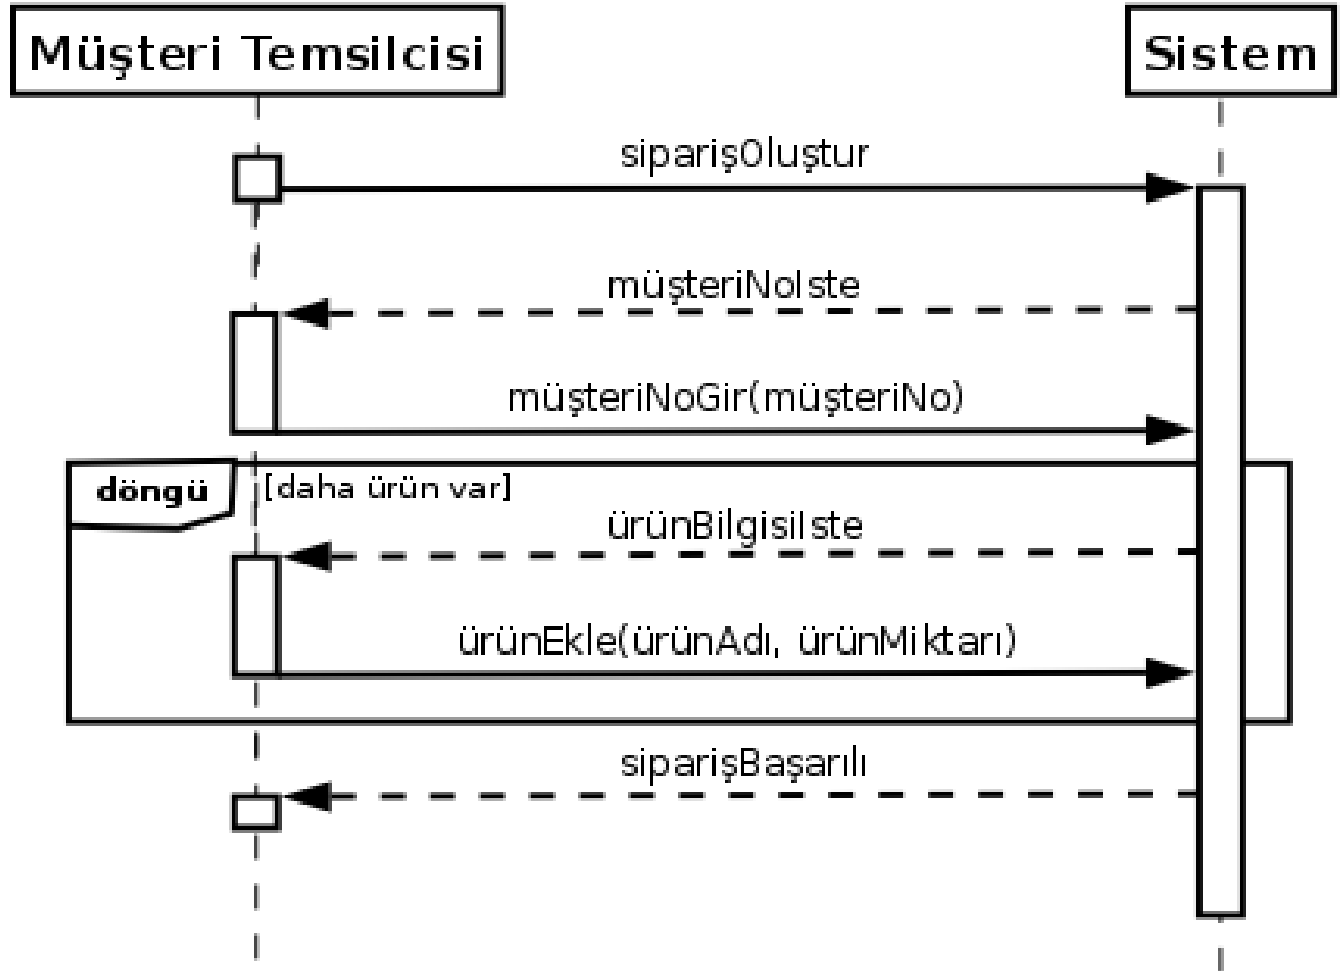 Müşteri Temsilcisi
Sistem
siparişOluştur
müşteriNoIste
müşteriNoGir(müşteriNo)
döngü
[daha ürün var]
ürünBilgisiIste
ürünEkle(ürünAdı, ürünMiktarı)
siparişBaşarılı